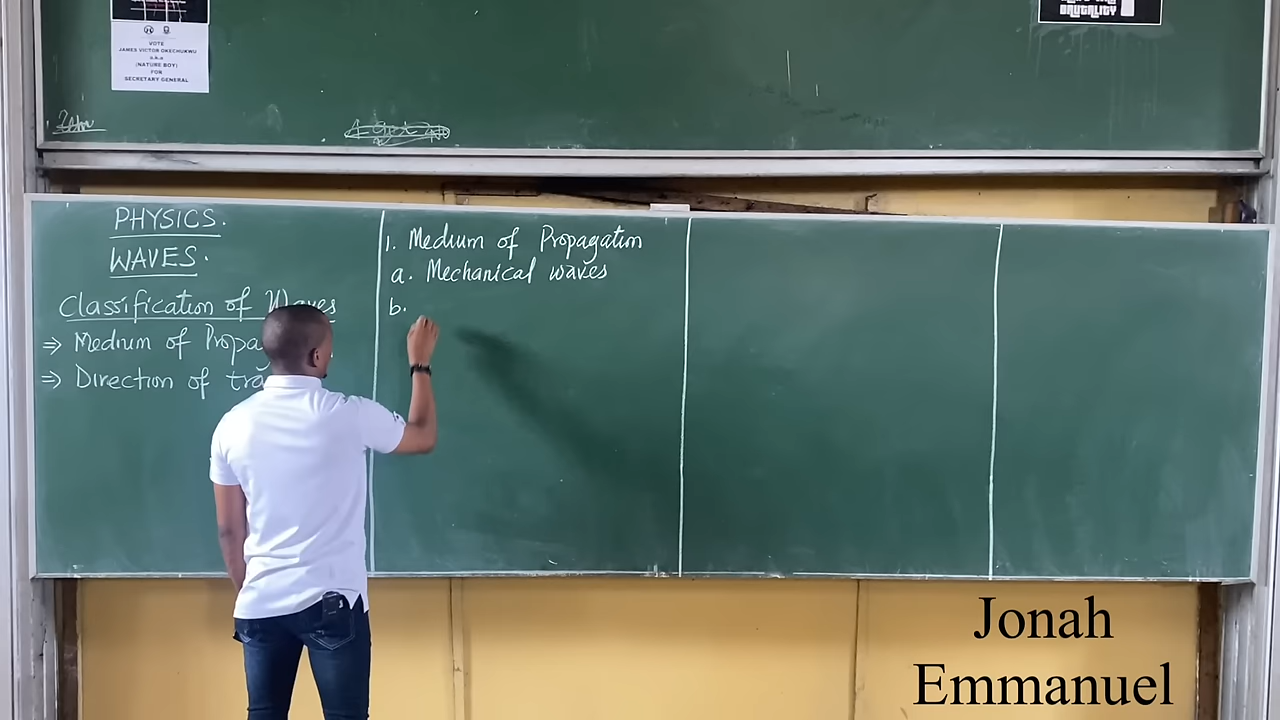 VOTE
JAMES VICTOR OKECHUKWU
a.k.a
(NATURE BOY)
FOR
SECRETARY GENERAL
BRUTALITY
PHYSICS.
WAVES.
Classification of Waves
⇒ Medium of Propa
⇒ Direction of tra
1. Medium of Propagation
a. Mechanical waves
b.
Jonah
Emmanuel